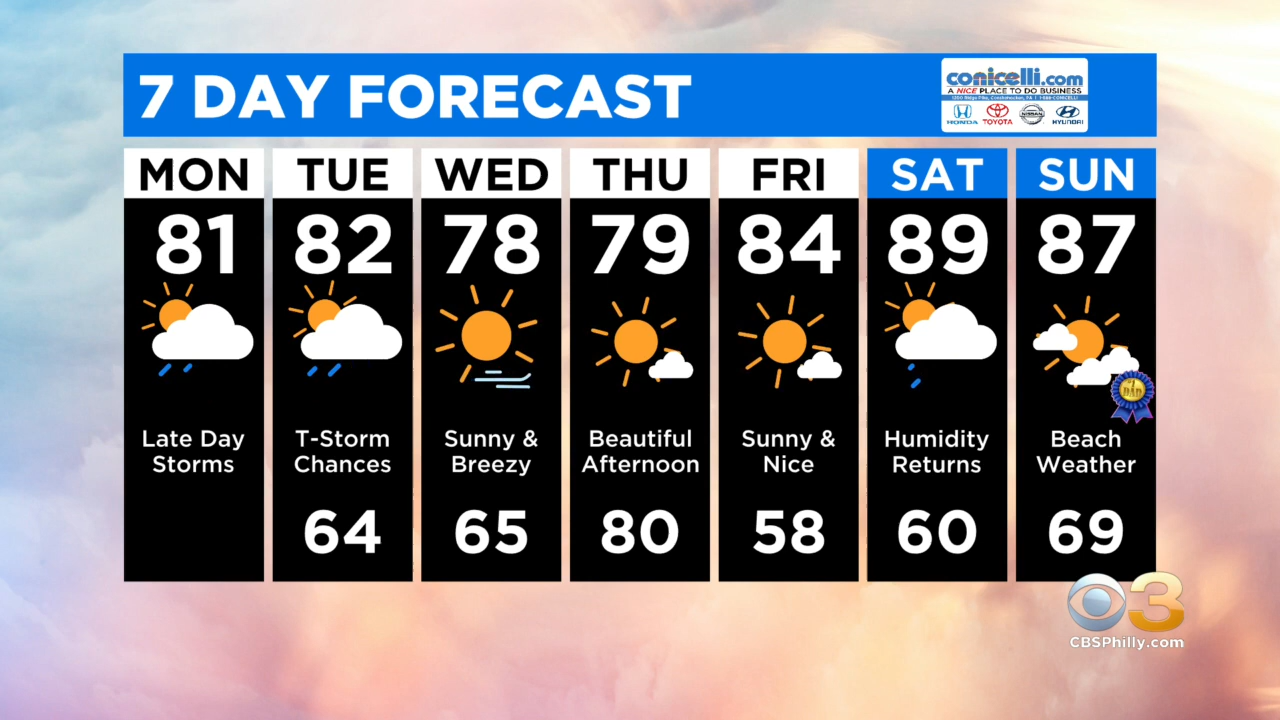 7 DAY FORECAST
conicelli.com
A NICE PLACE TO DO BUSINESS
HONDA TOYOTA NISSAN HYUNDAI
MON TUE WED THU FRI SAT SUN
81 82 78 79 84 89 87
DAD
Late Day T-Storm Sunny & Beautiful Sunny & Humidity Beach
Storms Chances Breezy Afternoon Nice Returns Weather
64 65 80 58 60 69
3
CBSPhilly.com